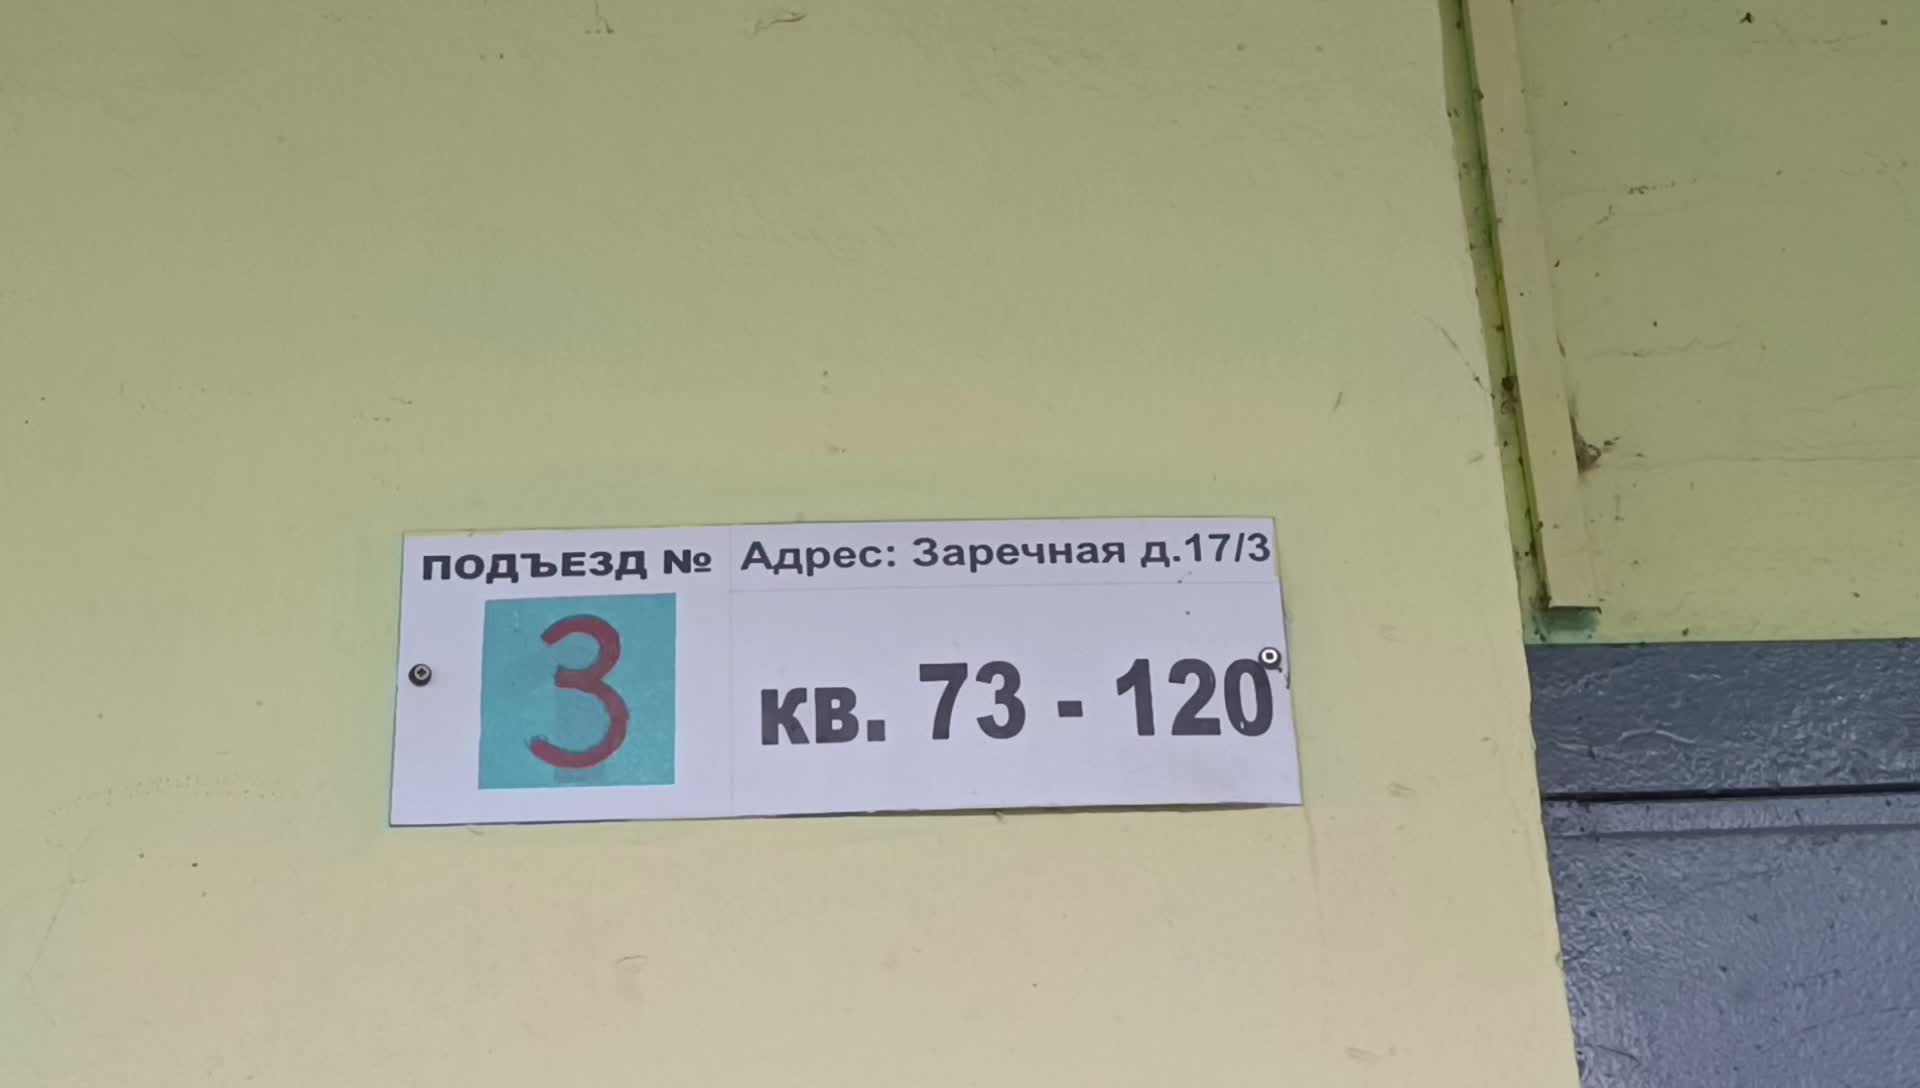 ПОДЪЕЗД №
3
Адрес: Заречная д.17/3
кв. 73 - 120